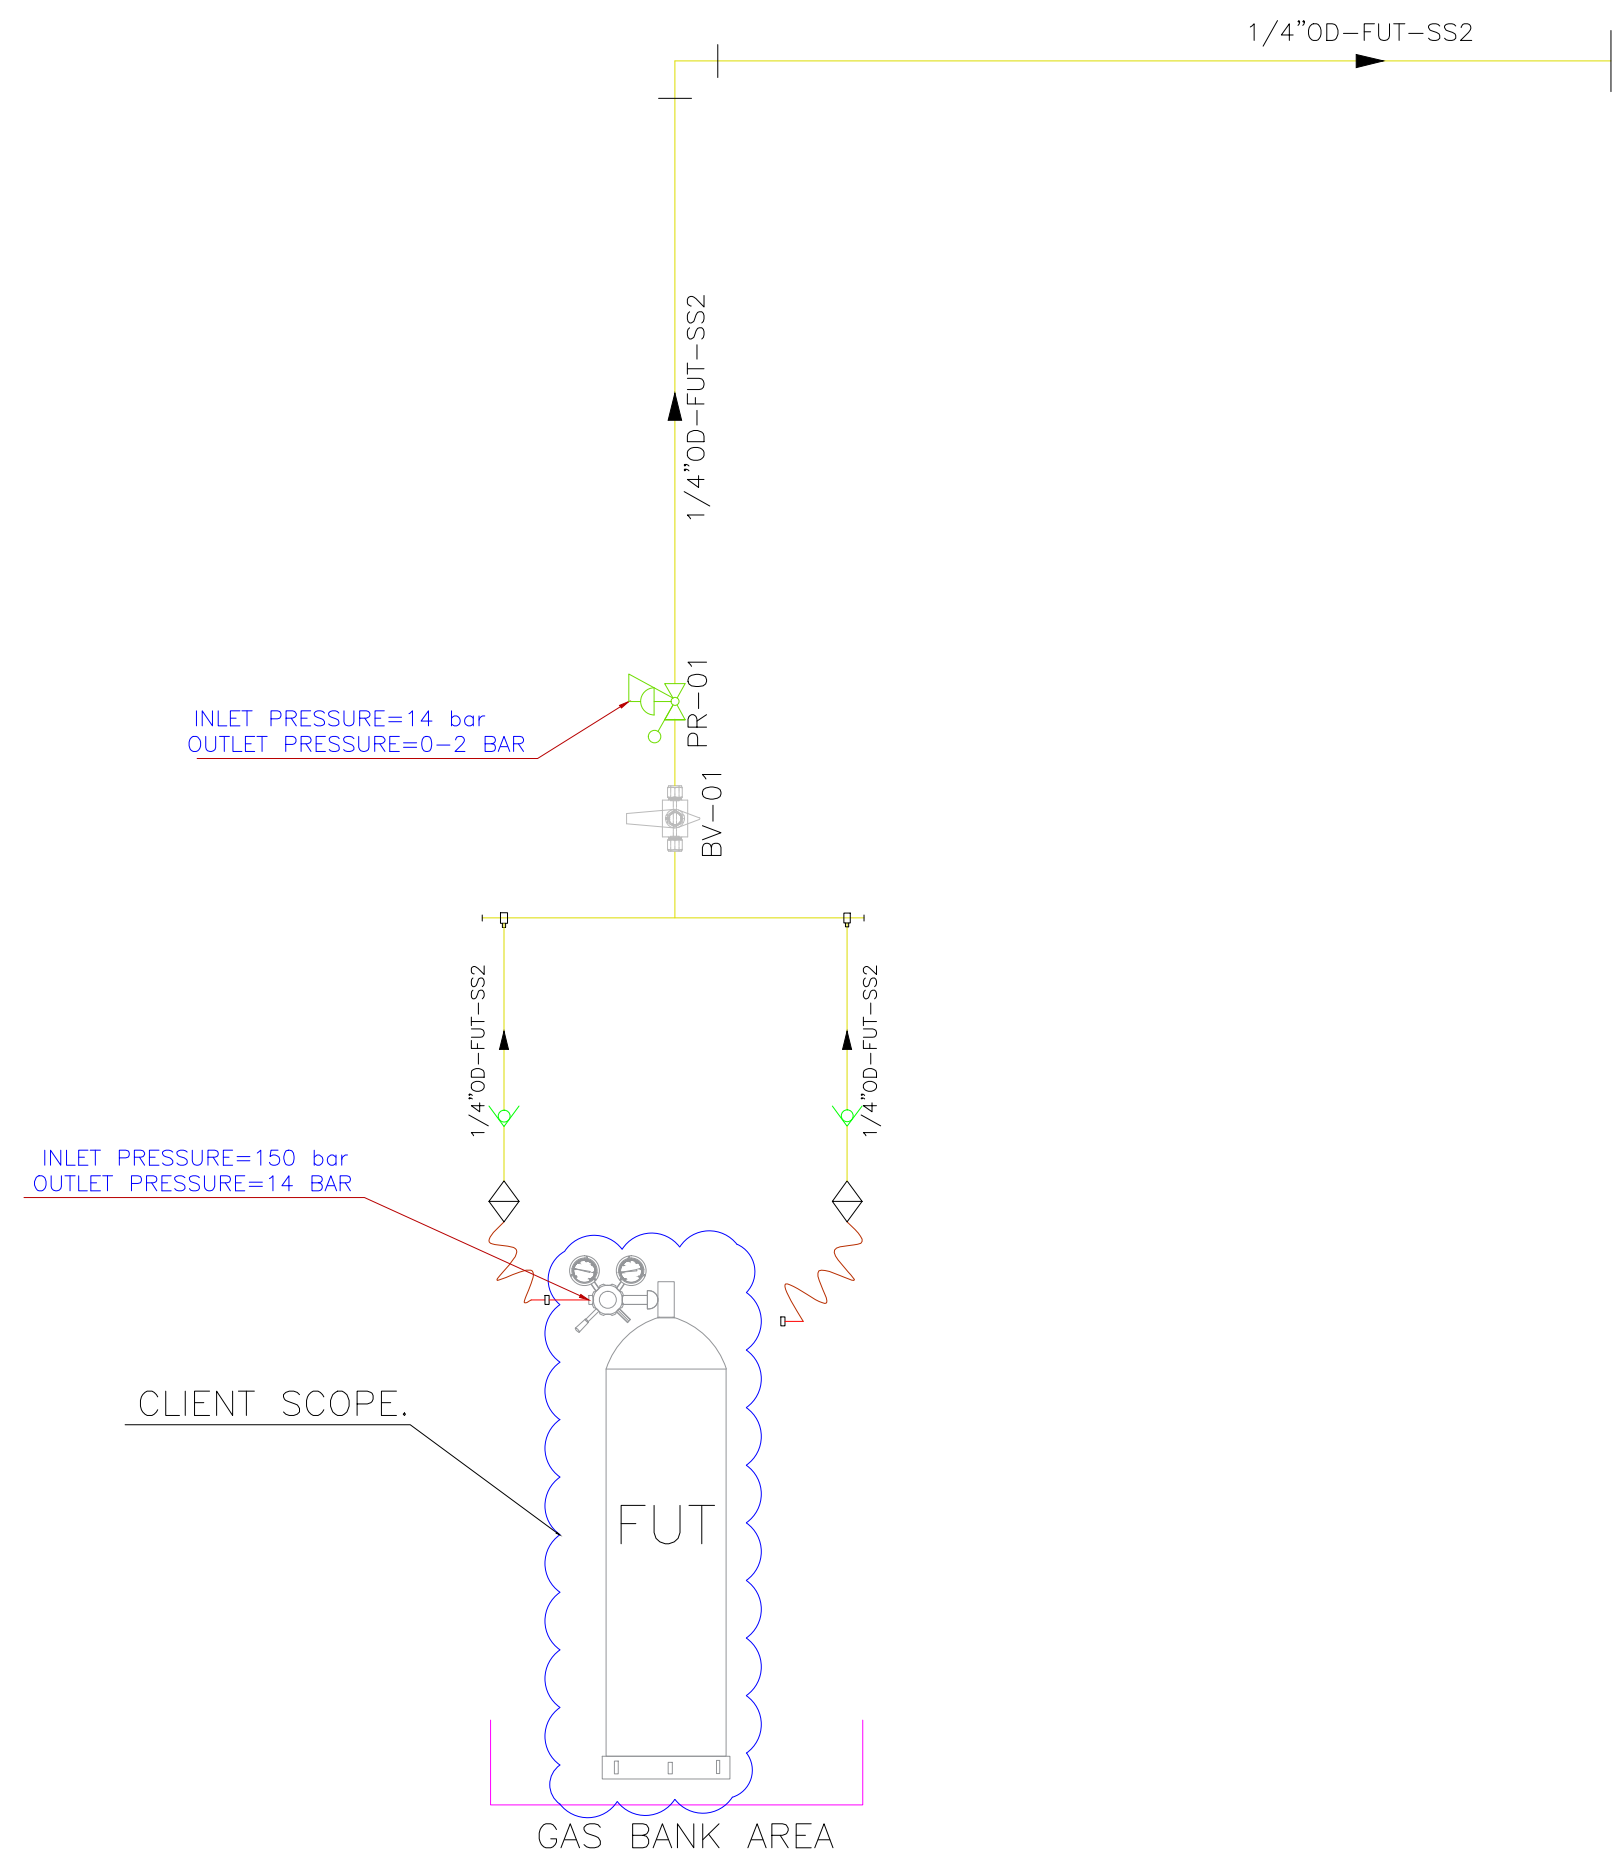 1/4"OD-FUT-SS2
1/4"OD-FUT-SS2
PR-01
INLET PRESSURE=14 bar
OUTLET PRESSURE=0-2 BAR
BV-01
1/4"OD-FUT-SS2
1/4"OD-FUT-SS2
INLET PRESSURE=150 bar
OUTLET PRESSURE=14 BAR
CLIENT SCOPE.
FUT
GAS BANK AREA